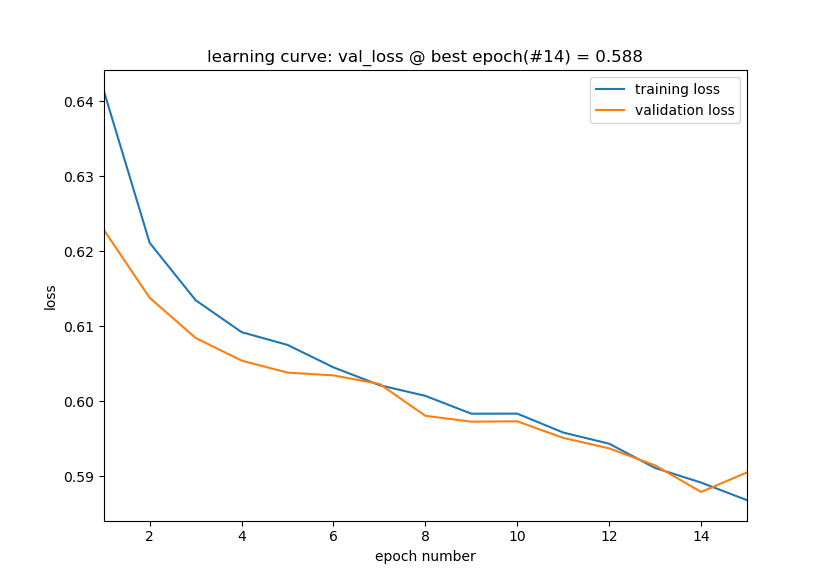 learning curve: val_loss @ best epoch(#14) = 0.588
training loss
validation loss
0.64
0.63
0.62
0.61
0.60
0.59
loss
2 4 6 8 10 12 14
epoch number